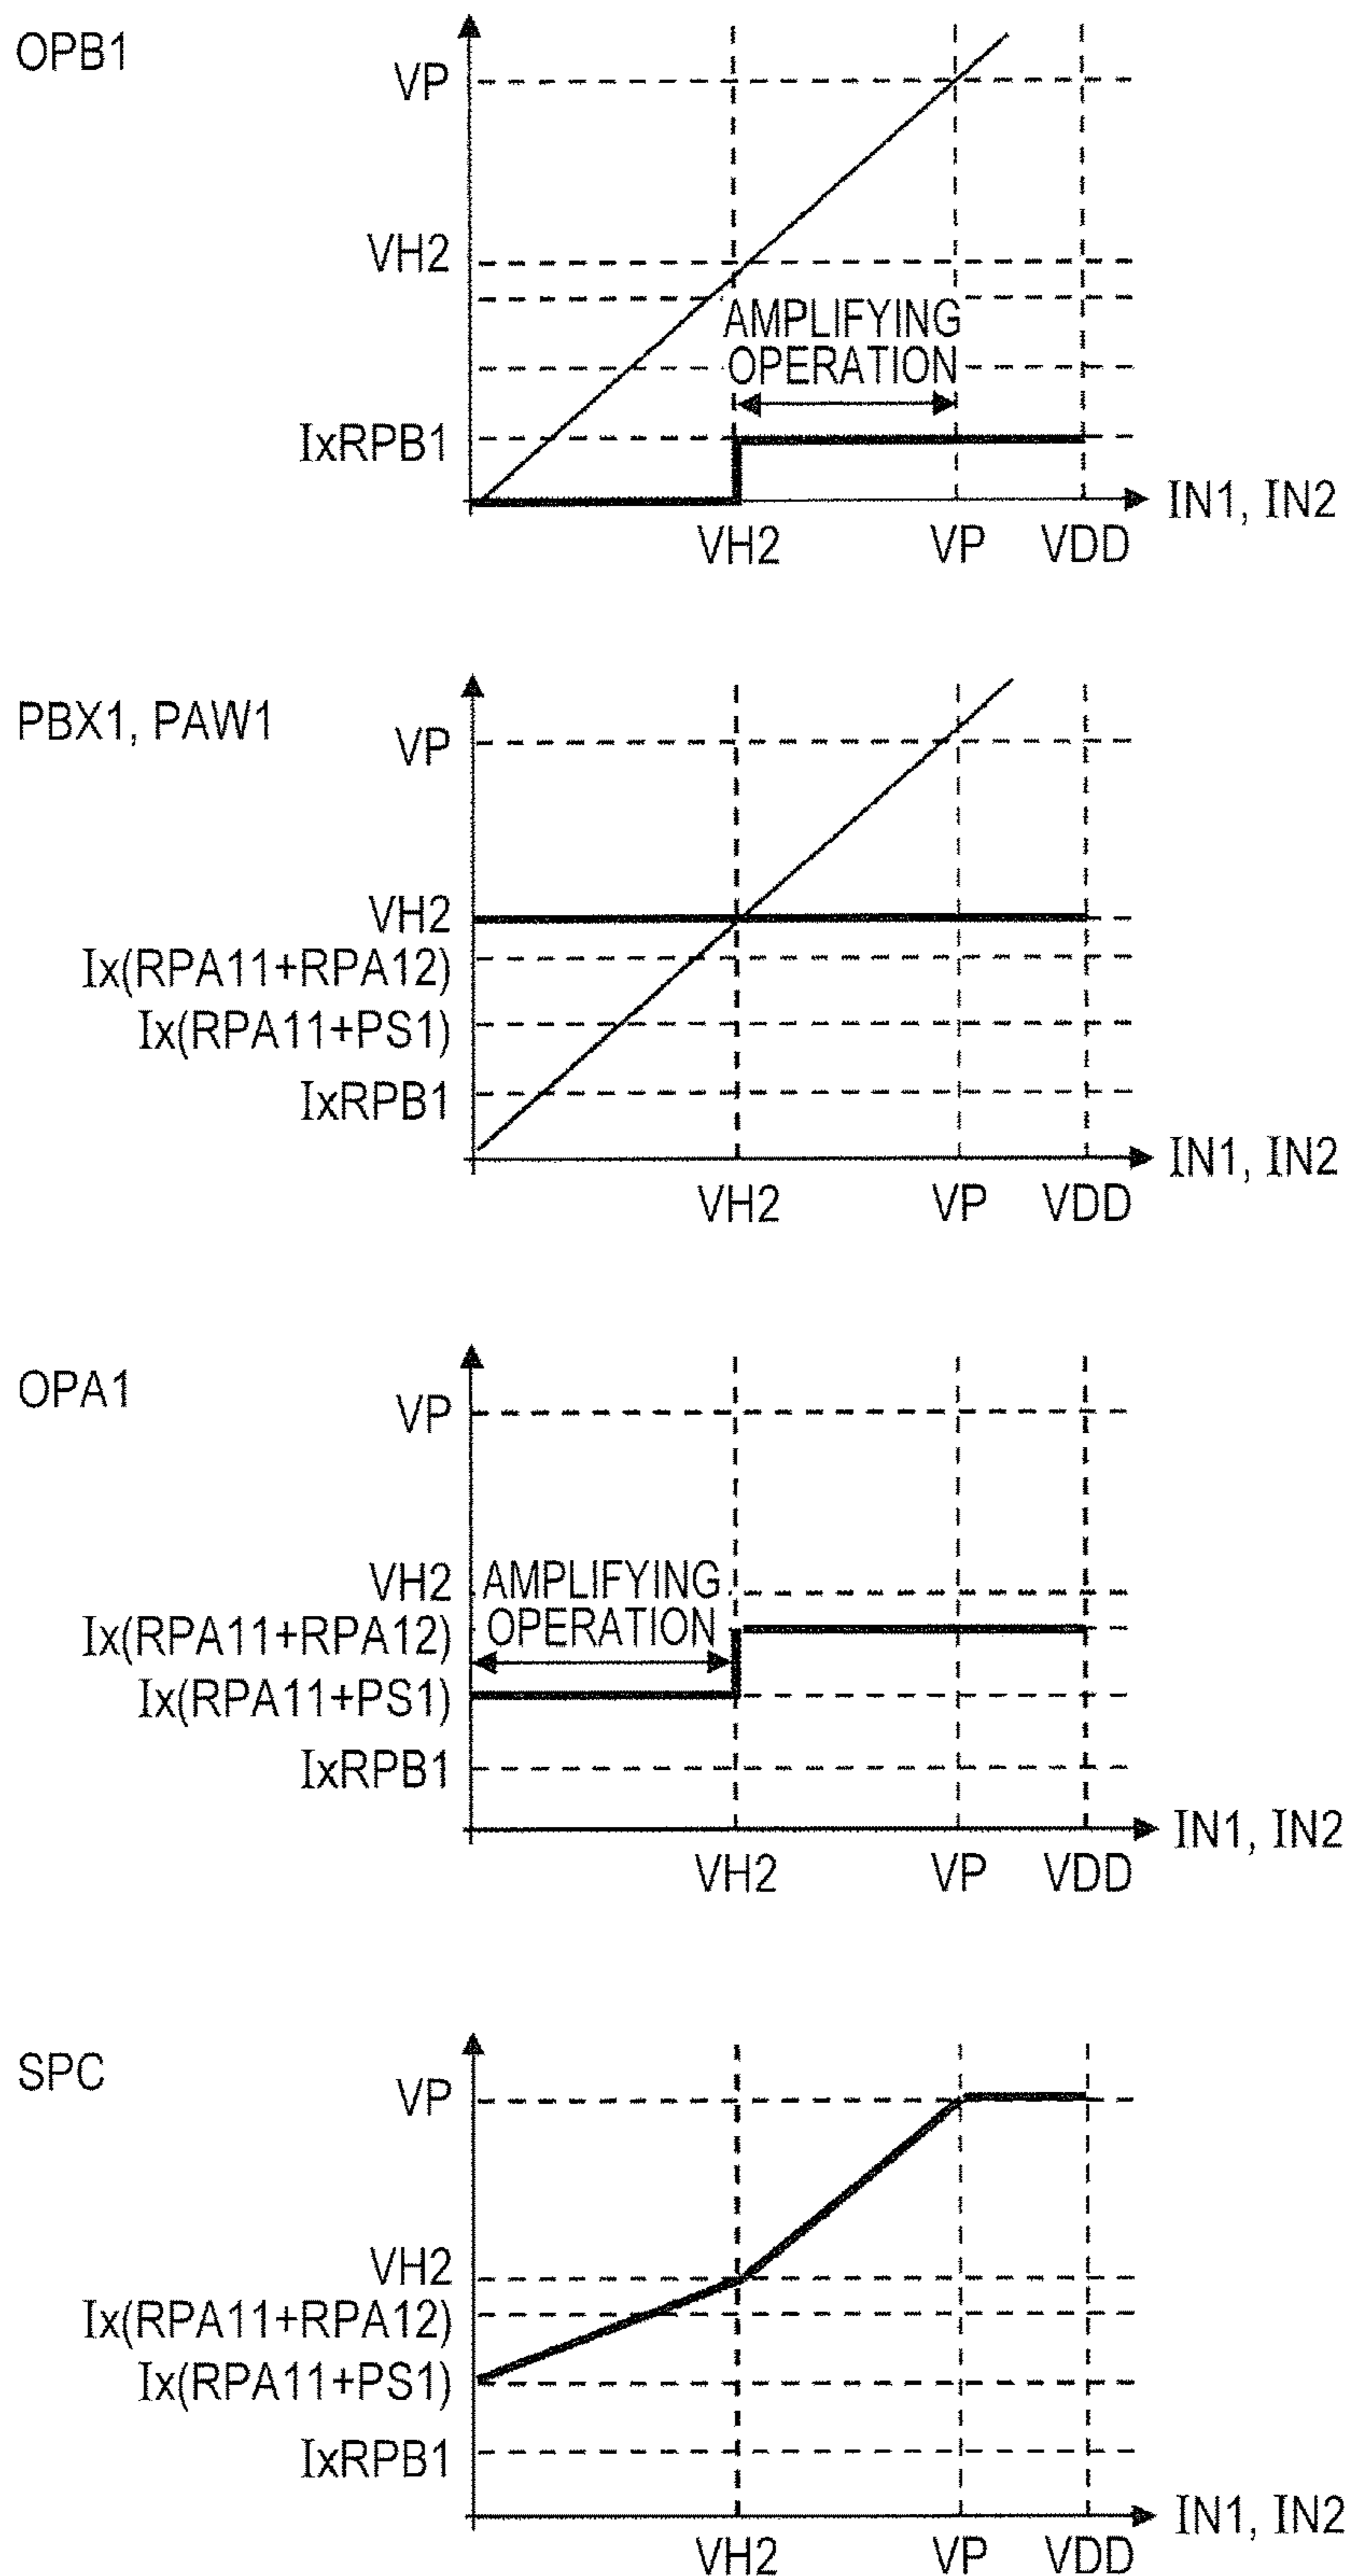 OPB1
VP
VH2
AMPLIFYING
OPERATION
IxRPB1
IN1, IN2
VH2 VP VDD
PBX1, PAW1
VP
VH2
Ix(RPA11+RPA12)
Ix(RPA11+PS1)
IxRPB1
IN1, IN2
VH2 VP VDD
OPA1
VP
VH2
AMPLIFYING
OPERATION
Ix(RPA11+RPA12)
Ix(RPA11+PS1)
IxRPB1
IN1, IN2
VH2 VP VDD
SPC
VP
VH2
Ix(RPA11+RPA12)
Ix(RPA11+PS1)
IxRPB1
IN1, IN2
VH2 VP VDD